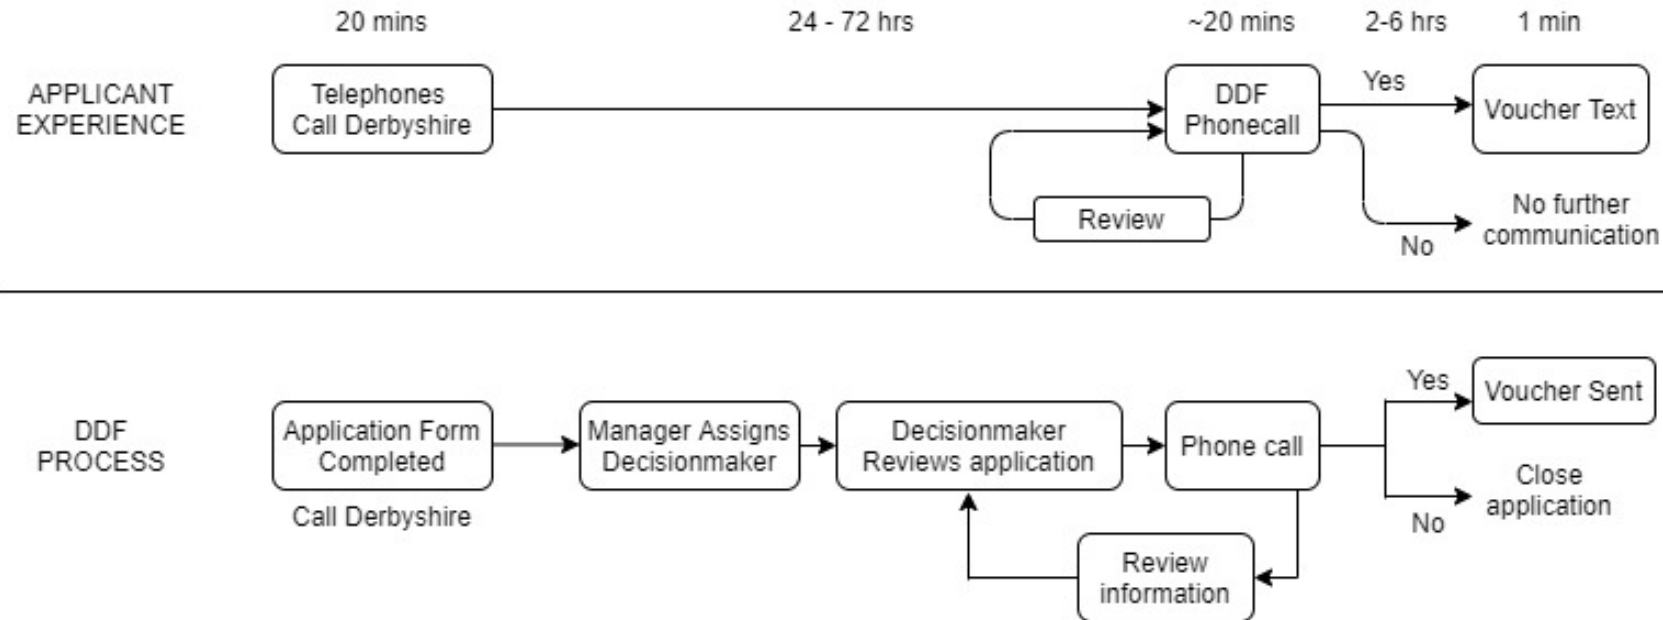 20 mins
24 - 72 hrs
~20 mins
2-6 hrs
1 min
APPLICANT
EXPERIENCE
Telephones
Call Derbyshire
DDF
Phonecall
Yes
Voucher Text
Review
No
No further
communication
DDF
PROCESS
Application Form
Completed
Call Derbyshire
Manager Assigns
Decisionmaker
Decisionmaker
Reviews application
Phone call
Yes
Voucher Sent
No
Close
application
Review
information